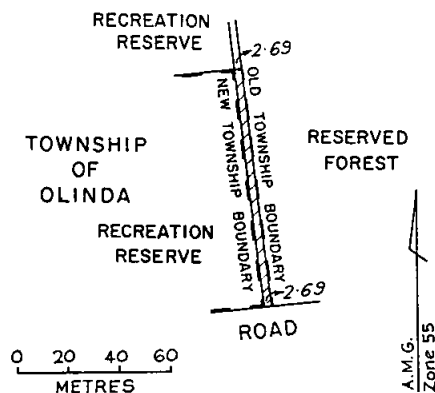 RECREATION
RESERVE
2.69
OLD TOWNSHIP BOUNDARY
NEW TOWNSHIP BOUNDARY
TOWNSHIP
OF
OLINDA
RESERVED
FOREST
RECREATION
RESERVE
2.69
ROAD
0 20 40 60
METRES
A.M.G.
Zone 55